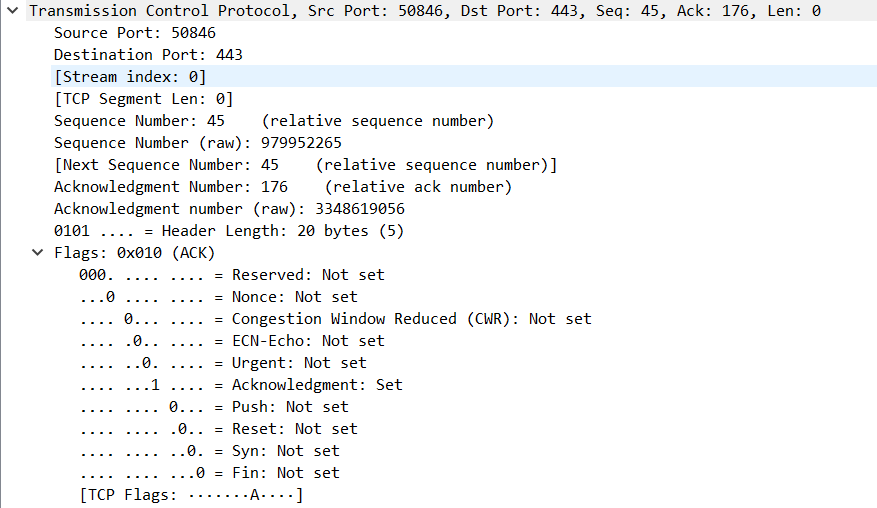 Transmission Control Protocol, Src Port: 50846, Dst Port: 443, Seq: 45, Ack: 176, Len: 0
Source Port: 50846
Destination Port: 443
[Stream index: 0]
[TCP Segment Len: 0]
Sequence Number: 45    (relative sequence number)
Sequence Number (raw): 979952265
[Next Sequence Number: 45    (relative sequence number)]
Acknowledgment Number: 176    (relative ack number)
Acknowledgment number (raw): 3348619056
0101 .... = Header Length: 20 bytes (5)
Flags: 0x010 (ACK)
000. .... .... = Reserved: Not set
...0 .... .... = Nonce: Not set
.... 0... .... = Congestion Window Reduced (CWR): Not set
.... .0.. .... = ECN-Echo: Not set
.... ..0. .... = Urgent: Not set
.... ...1 .... = Acknowledgment: Set
.... .... 0... = Push: Not set
.... .... .0.. = Reset: Not set
.... .... ..0. = Syn: Not set
.... .... ...0 = Fin: Not set
[TCP Flags: ·······A····]